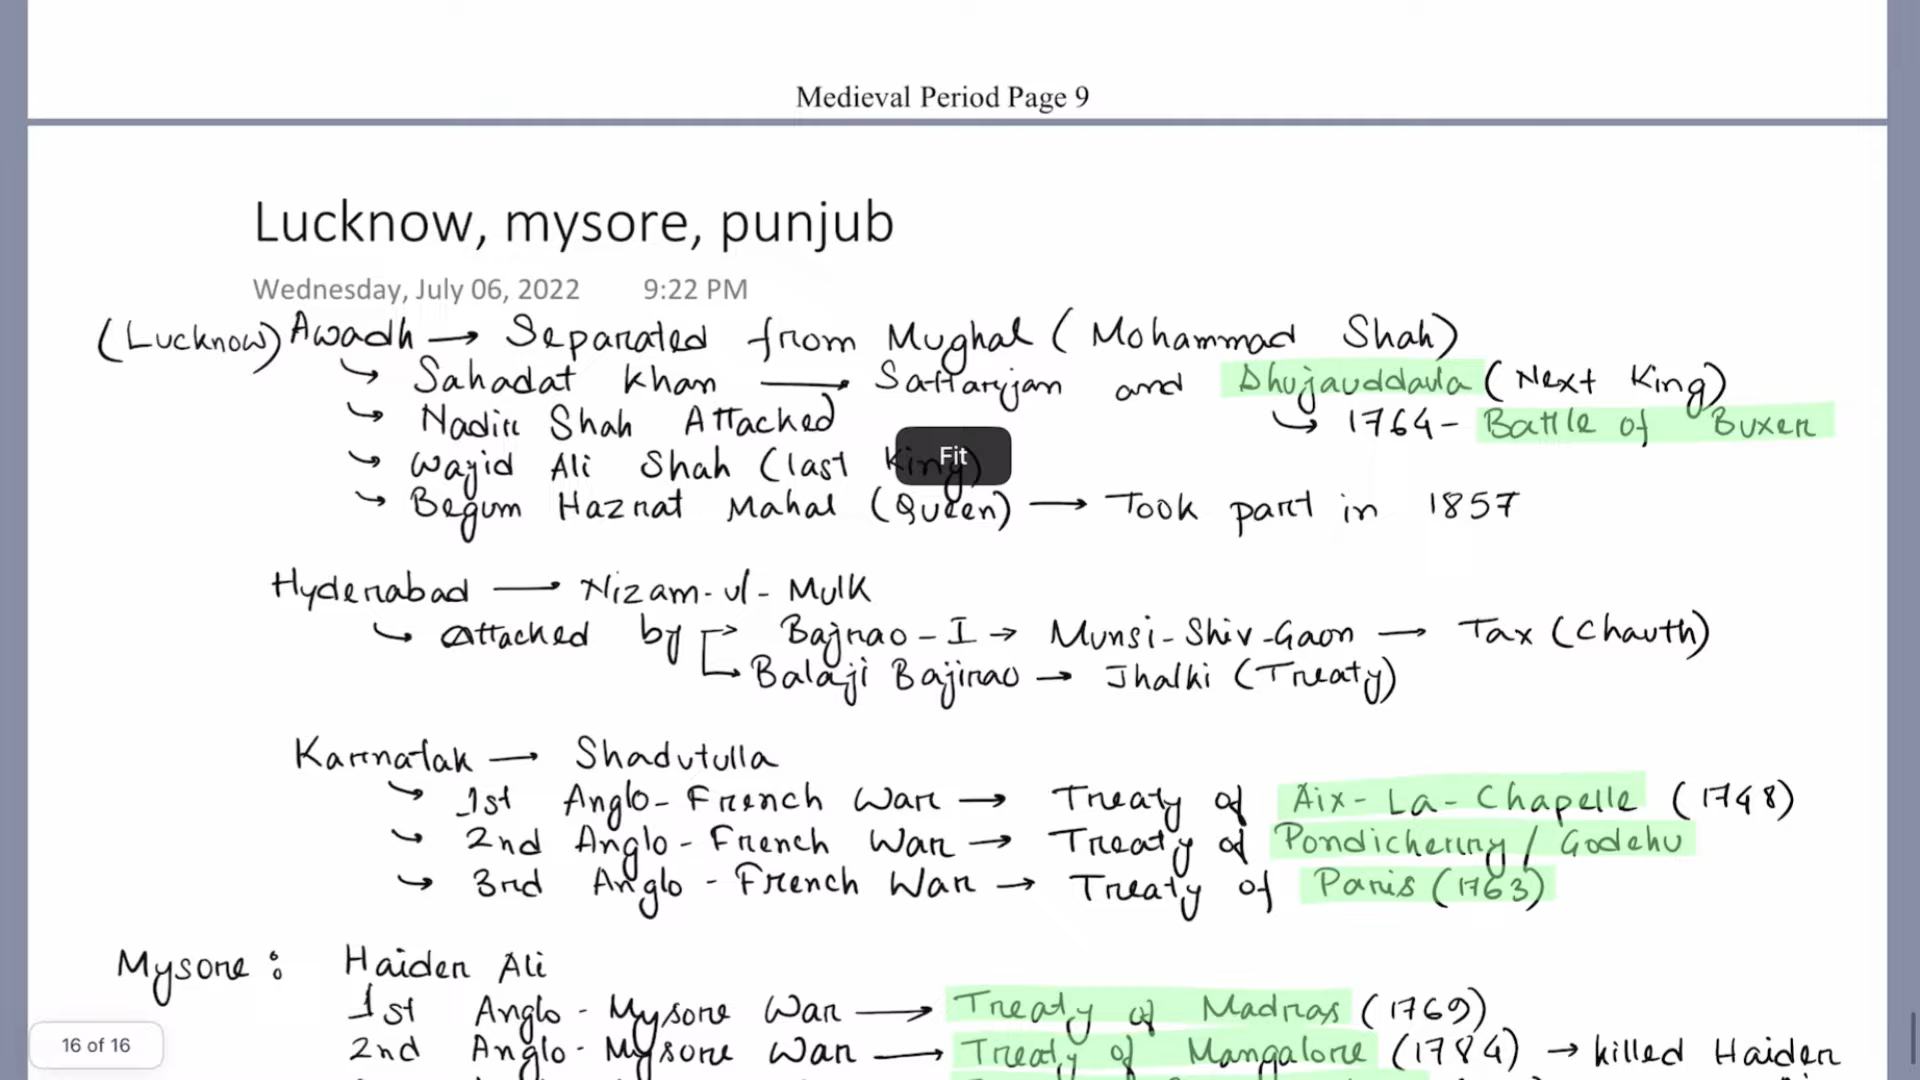 Medieval Period Page 9
Lucknow, mysore, punjub
Wednesday, July 06, 2022 9:22 PM
(Lucknow) Awadh → Separated from Mughal (Mohammad Shah)
↳ Sahadat Khan → Saffarjan and Shujauddaula (Next King)
↳ Nadir Shah Attacked ↳ 1764 - Battle of Buxer
↳ Wajid Ali Shah (last King)
Fit
↳ Begum Hazrat Mahal (Queen) → Took part in 1857
Hyderabad → Nizam-ul-Mulk
↳ attacked by → Bajrao-I → Munsi-Shiv-Gaon → Tax (Chauth)
→ Balaji Bajirao → Jhalki (Treaty)
Karnatak → Shadutulla
↳ 1st Anglo-French War → Treaty of Aix-La-Chapelle (1748)
↳ 2nd Anglo-French War → Treaty of Pondicherry / Godehu
↳ 3rd Anglo-French War → Treaty of Paris (1763)
Mysore: Haider Ali
1st Anglo-Mysore War → Treaty of Madras (1769)
2nd Anglo-Mysore War → Treaty of Mangalore (1784) → killed Haider
16 of 16